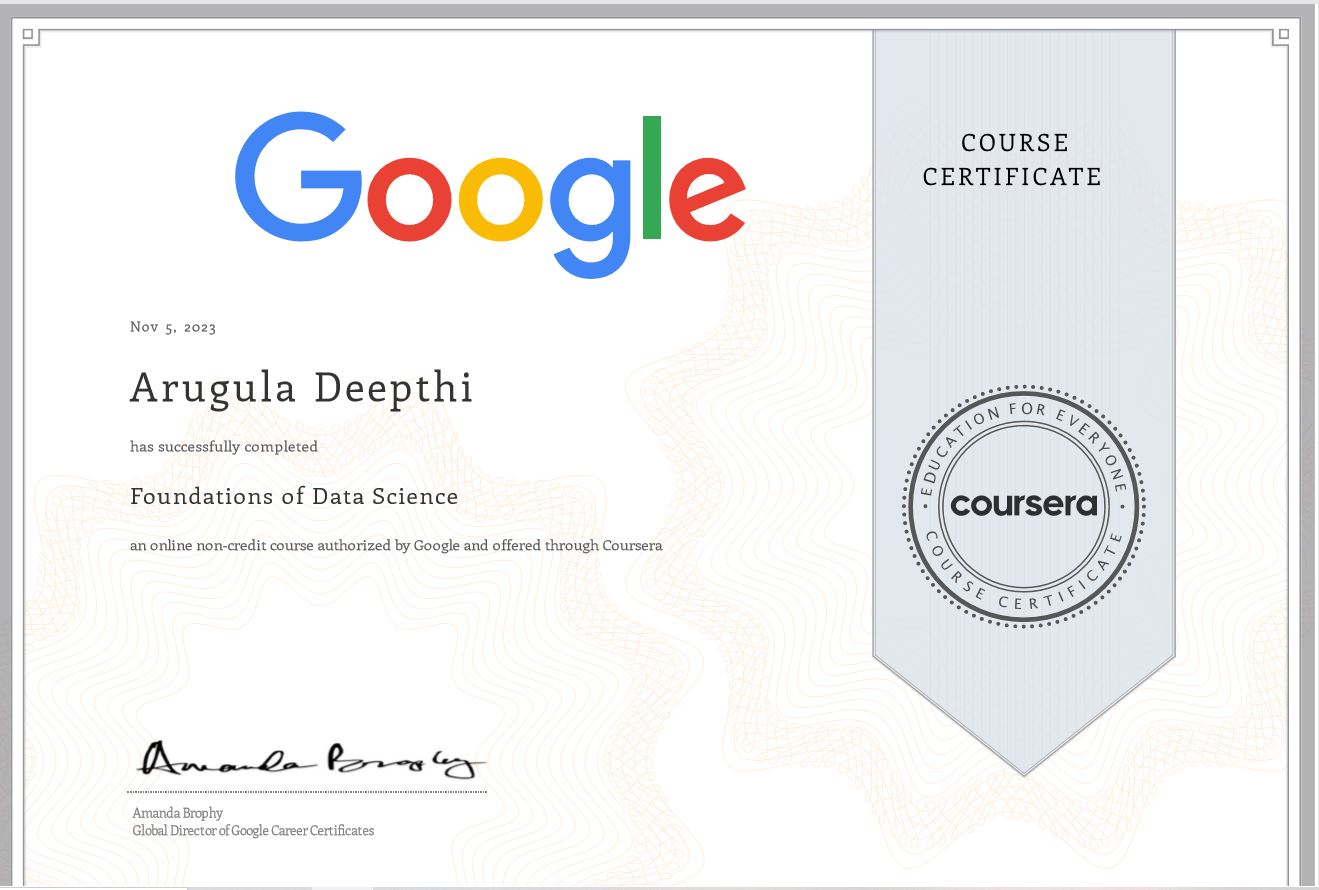 Google
COURSE
CERTIFICATE
Nov 5, 2023
Arugula Deepthi
has successfully completed
Foundations of Data Science
an online non-credit course authorized by Google and offered through Coursera
EDUCATION FOR EVERYONE
coursera
COURSE CERTIFICATE
Amanda Brophy
Amanda Brophy
Global Director of Google Career Certificates